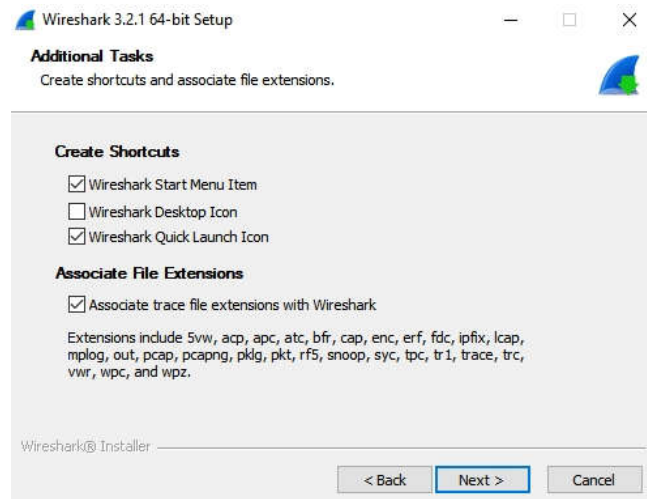 Wireshark 3.2.1 64-bit Setup
Additional Tasks
Create shortcuts and associate file extensions.
Create Shortcuts
Wireshark Start Menu Item
Wireshark Desktop Icon
Wireshark Quick Launch Icon
Associate File Extensions
Associate trace file extensions with Wireshark
Extensions include 5vw, acp, apc, atc, bfr, cap, enc, erf, fdc, ipfix, lcap,
mplog, out, pcap, pcapng, pklg, pkt, rf5, snoop, syc, tpc, tr1, trace, trc,
vwr, wpc, and wpz.
Wireshark® Installer
< Back Next > Cancel